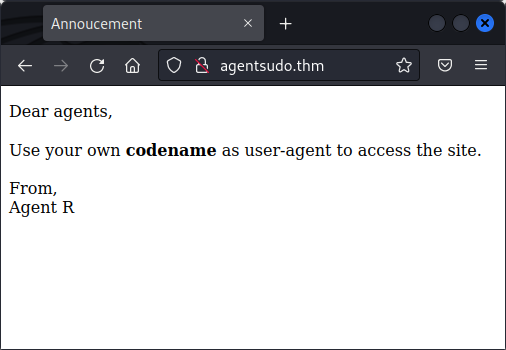 Annoucement
agentsudo.thm
Dear agents,
Use your own codename as user-agent to access the site.
From,
Agent R